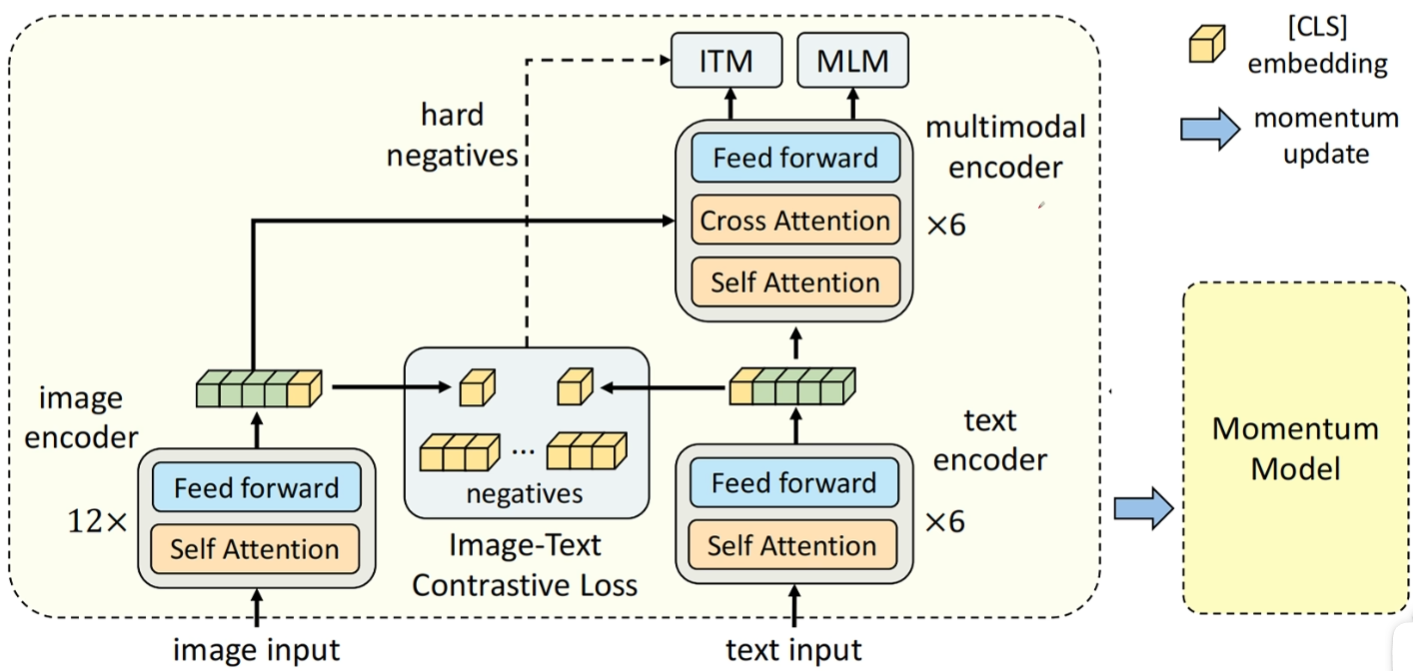 ITM
MLM
[CLS]
embedding
hard
negatives
Feed forward
multimodal
encoder
momentum
update
Cross Attention
×6
Self Attention
image
encoder
text
encoder
Momentum
Model
12×
Feed forward
Self Attention
...
negatives
Image-Text
Contrastive Loss
Feed forward
Self Attention
×6
image input
text input